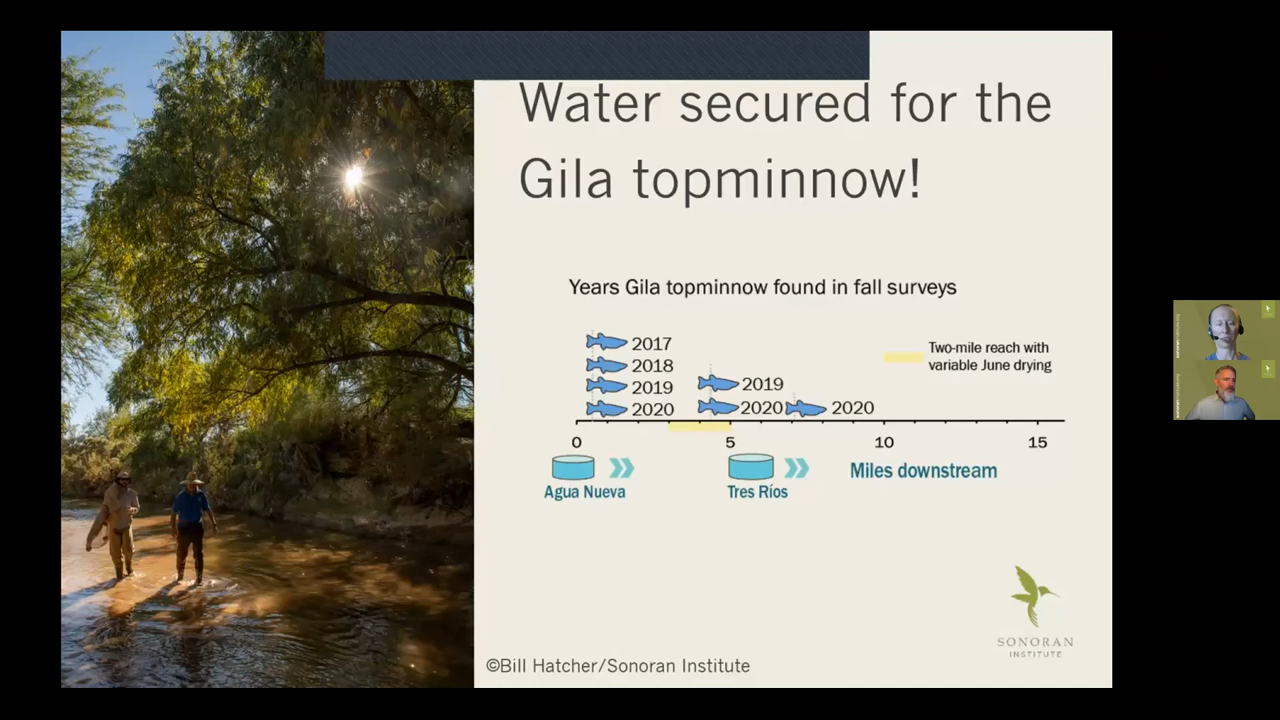 Water secured for the
Gila topminnow!
Years Gila topminnow found in fall surveys
2017
2018
2019
2020
2019
2020
2020
Two-mile reach with
variable June drying
0 5 10 15
Agua Nueva
Tres Ríos
Miles downstream
SONORAN
INSTITUTE
©Bill Hatcher/Sonoran Institute